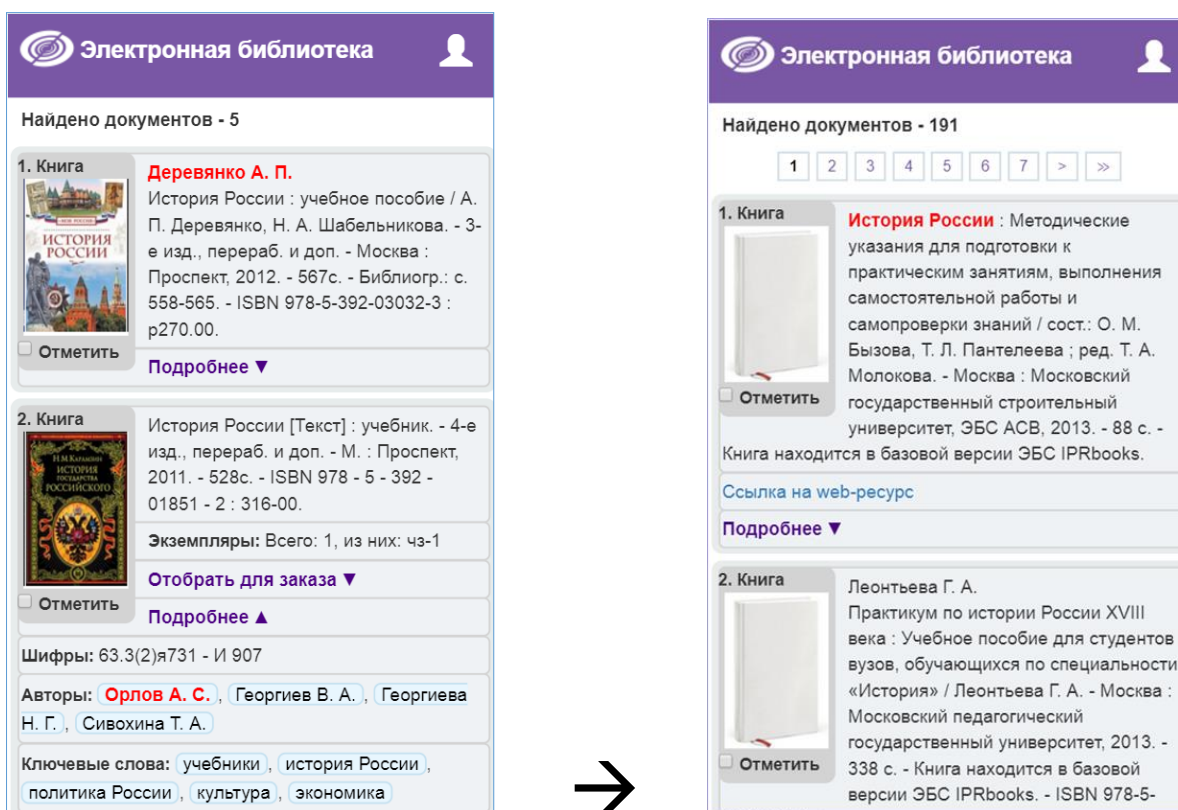 Электронная библиотека
Найдено документов - 5
1. Книга
ИСТОРИЯ
РОССИИ
Отметить
Деревянко А. П.
История России : учебное пособие / А.
П. Деревянко, Н. А. Шабельникова. - 3-
е изд., перераб. и доп. - Москва :
Проспект, 2012. - 567с. - Библиогр.: с.
558-565. - ISBN 978-5-392-03032-3 :
р270.00.
Подробнее ▼
2. Книга
Н.М.Карамзин
ИСТОРИЯ
ГОСУДАРСТВА
РОССИЙСКОГО
Отметить
История России [Текст] : учебник. - 4-е
изд., перераб. и доп. - М. : Проспект,
2011. - 528с. - ISBN 978 - 5 - 392 -
01851 - 2 : 316-00.
Экземпляры: Всего: 1, из них: чз-1
Отобрать для заказа ▼
Подробнее ▲
Шифры: 63.3(2)я731 - И 907
Авторы: Орлов А. С. , Георгиев В. А. , Георгиева
Н. Г. , Сивохина Т. А.
Ключевые слова: учебники , история России ,
политика России , культура , экономика
→
Электронная библиотека
Найдено документов - 191
1 2 3 4 5 6 7 > ≫
1. Книга
Отметить
История России : Методические
указания для подготовки к
практическим занятиям, выполнения
самостоятельной работы и
самопроверки знаний / сост.: О. М.
Бызова, Т. Л. Пантелеева ; ред. Т. А.
Молокова. - Москва : Московский
государственный строительный
университет, ЭБС АСВ, 2013. - 88 с. -
Книга находится в базовой версии ЭБС IPRbooks.
Ссылка на web-ресурс
Подробнее ▼
2. Книга
Отметить
Леонтьева Г. А.
Практикум по истории России XVIII
века : Учебное пособие для студентов
вузов, обучающихся по специальности
«История» / Леонтьева Г. А. - Москва :
Московский педагогический
государственный университет, 2013. -
338 с. - Книга находится в базовой
версии ЭБС IPRbooks. - ISBN 978-5-